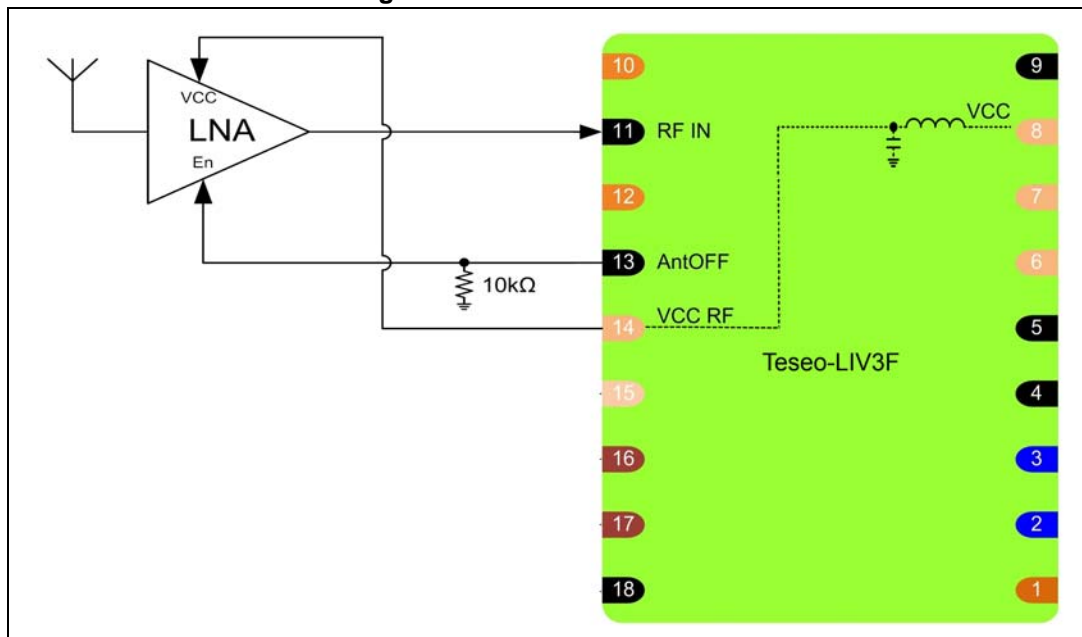 g
VCC
LNA
En
10kΩ
10
11 RF IN
12
13 AntOFF
14 VCC RF
15
16
17
18
Teseo-LIV3F
VCC
9
8
7
6
5
4
3
2
1